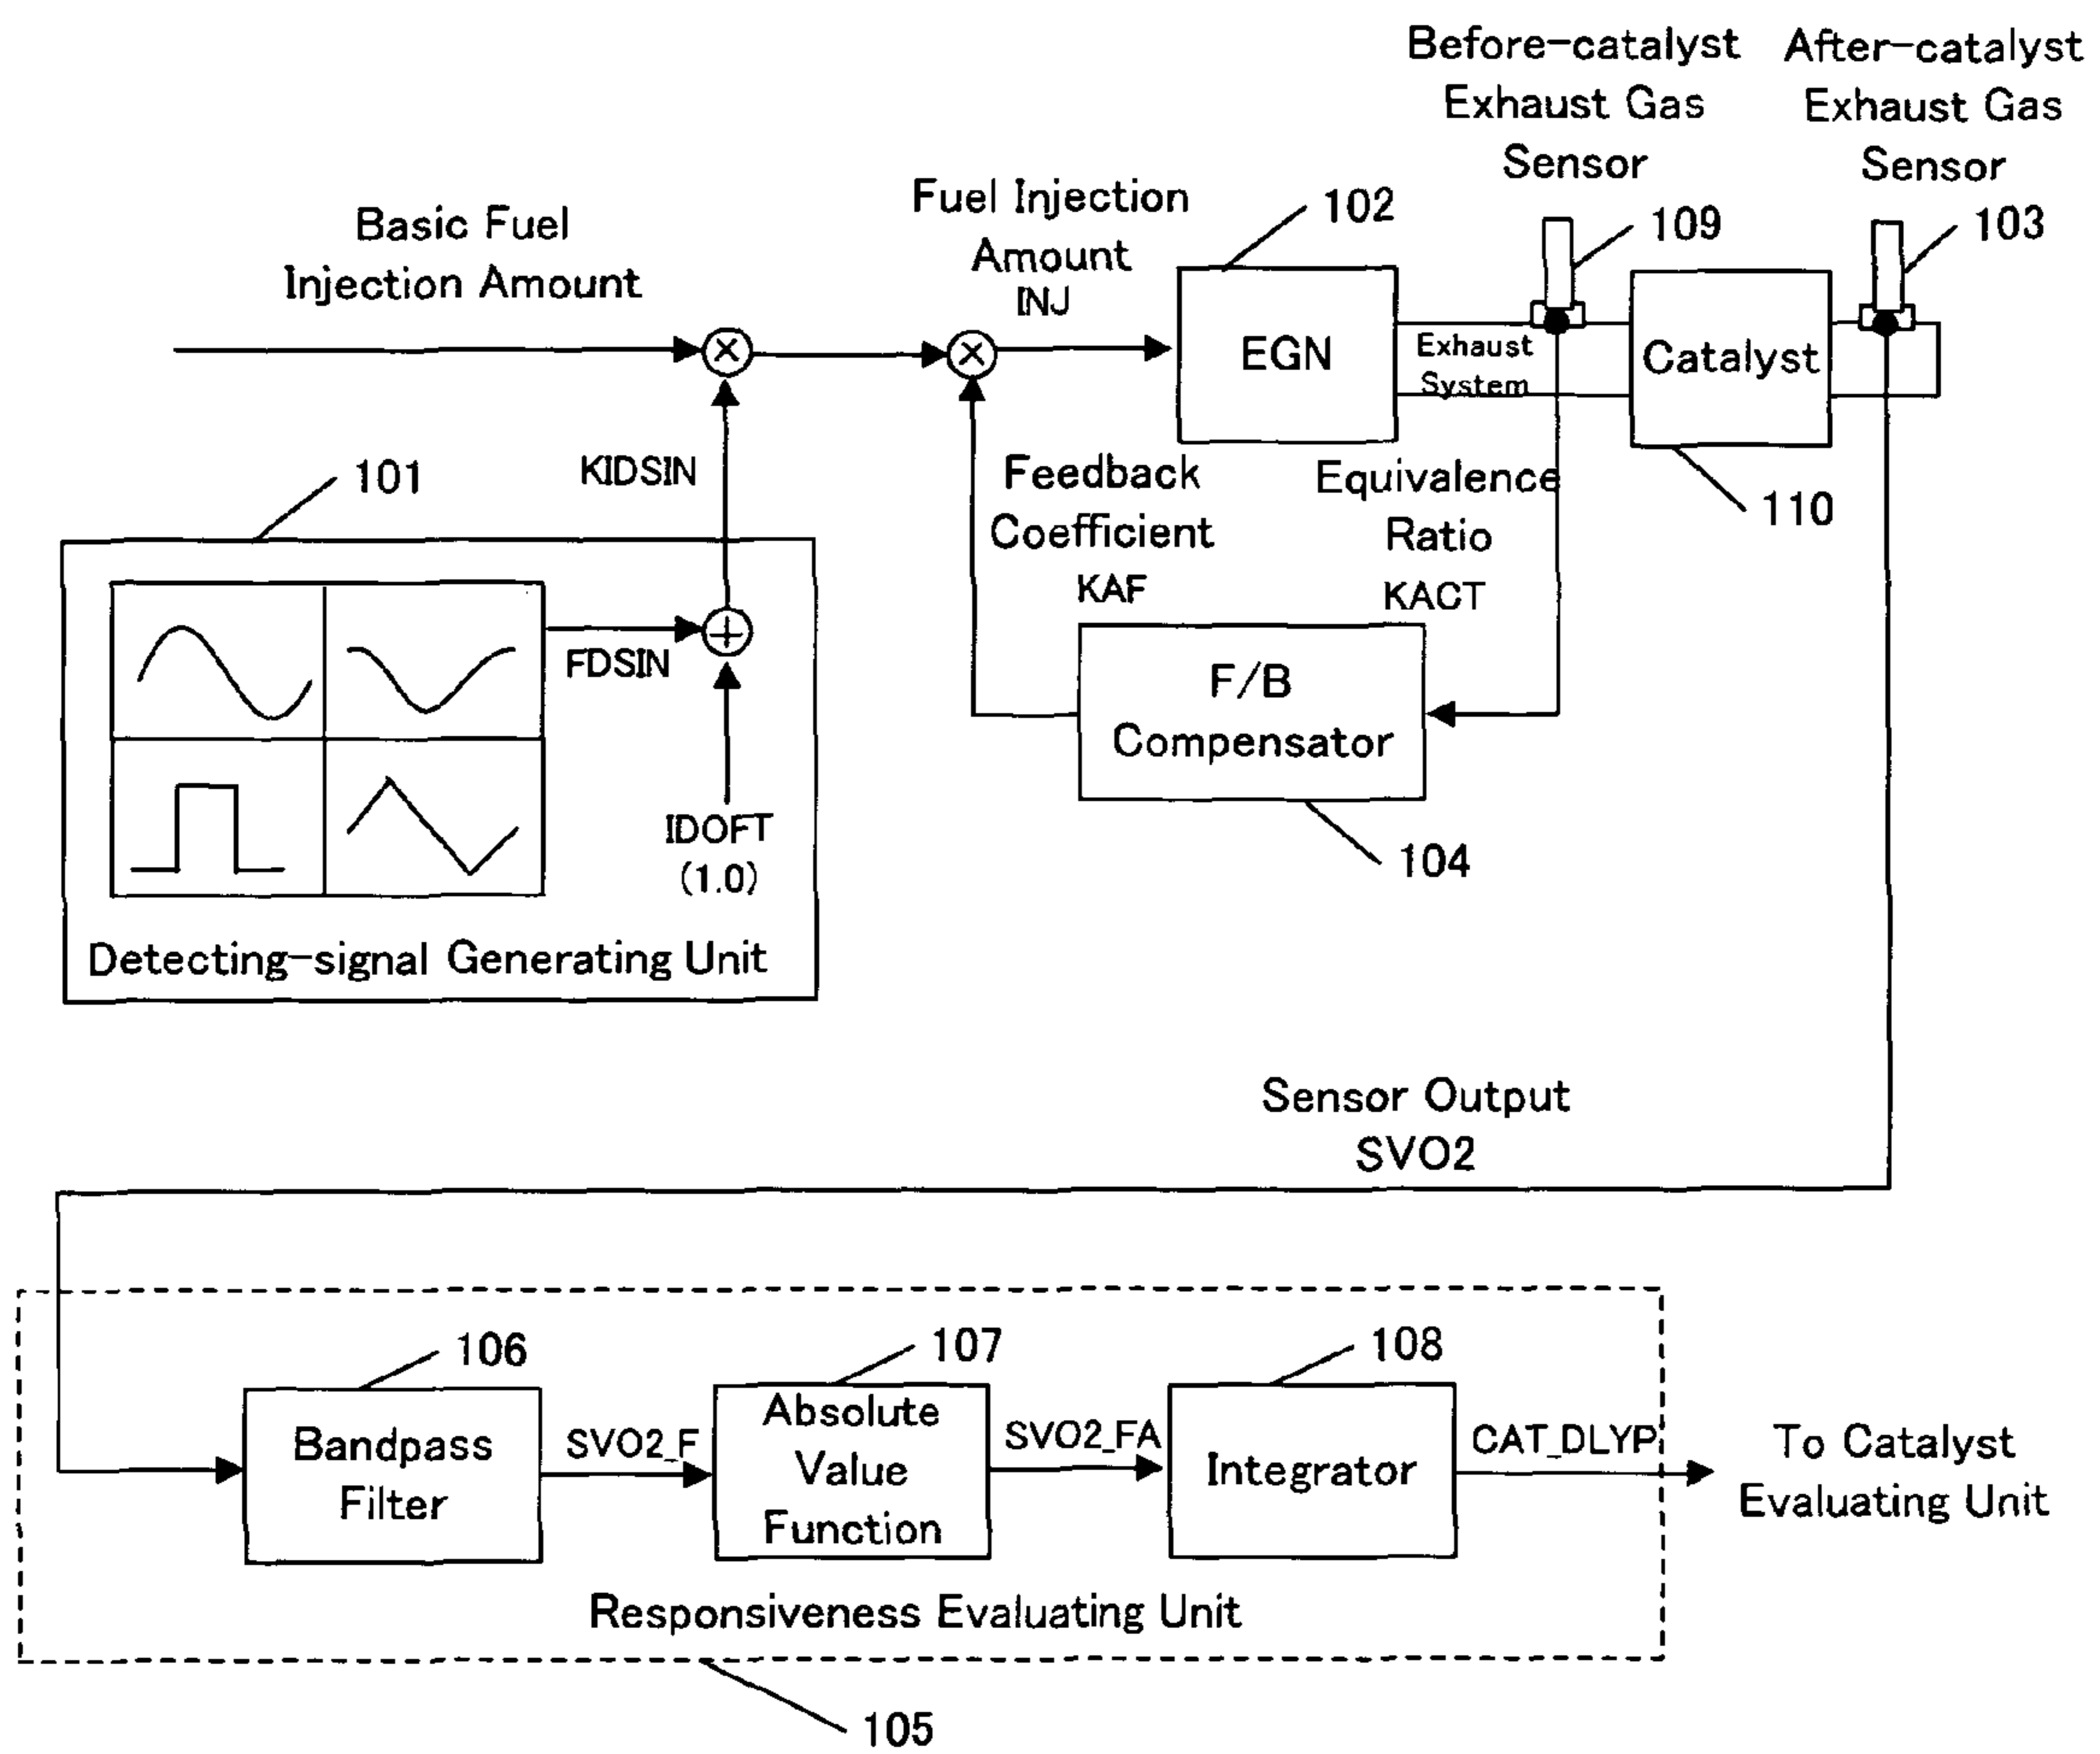 Before-catalyst
Exhaust Gas
Sensor
After-catalyst
Exhaust Gas
Sensor
109
103
Basic Fuel
Injection Amount
Fuel Injection
Amount
INJ
102
EGN
Exhaust
System
Catalyst
110
101
KIDSIN
FDSIN
IDOFT
(1.0)
Detecting-signal Generating Unit
Feedback
Coefficient
KAF
Equivalence
Ratio
KACT
F/B
Compensator
104
Sensor Output
SVO2
106
Bandpass
Filter
SVO2_F
107
Absolute
Value
Function
SVO2_FA
108
Integrator
CAT_DLYP
To Catalyst
Evaluating Unit
Responsiveness Evaluating Unit
105